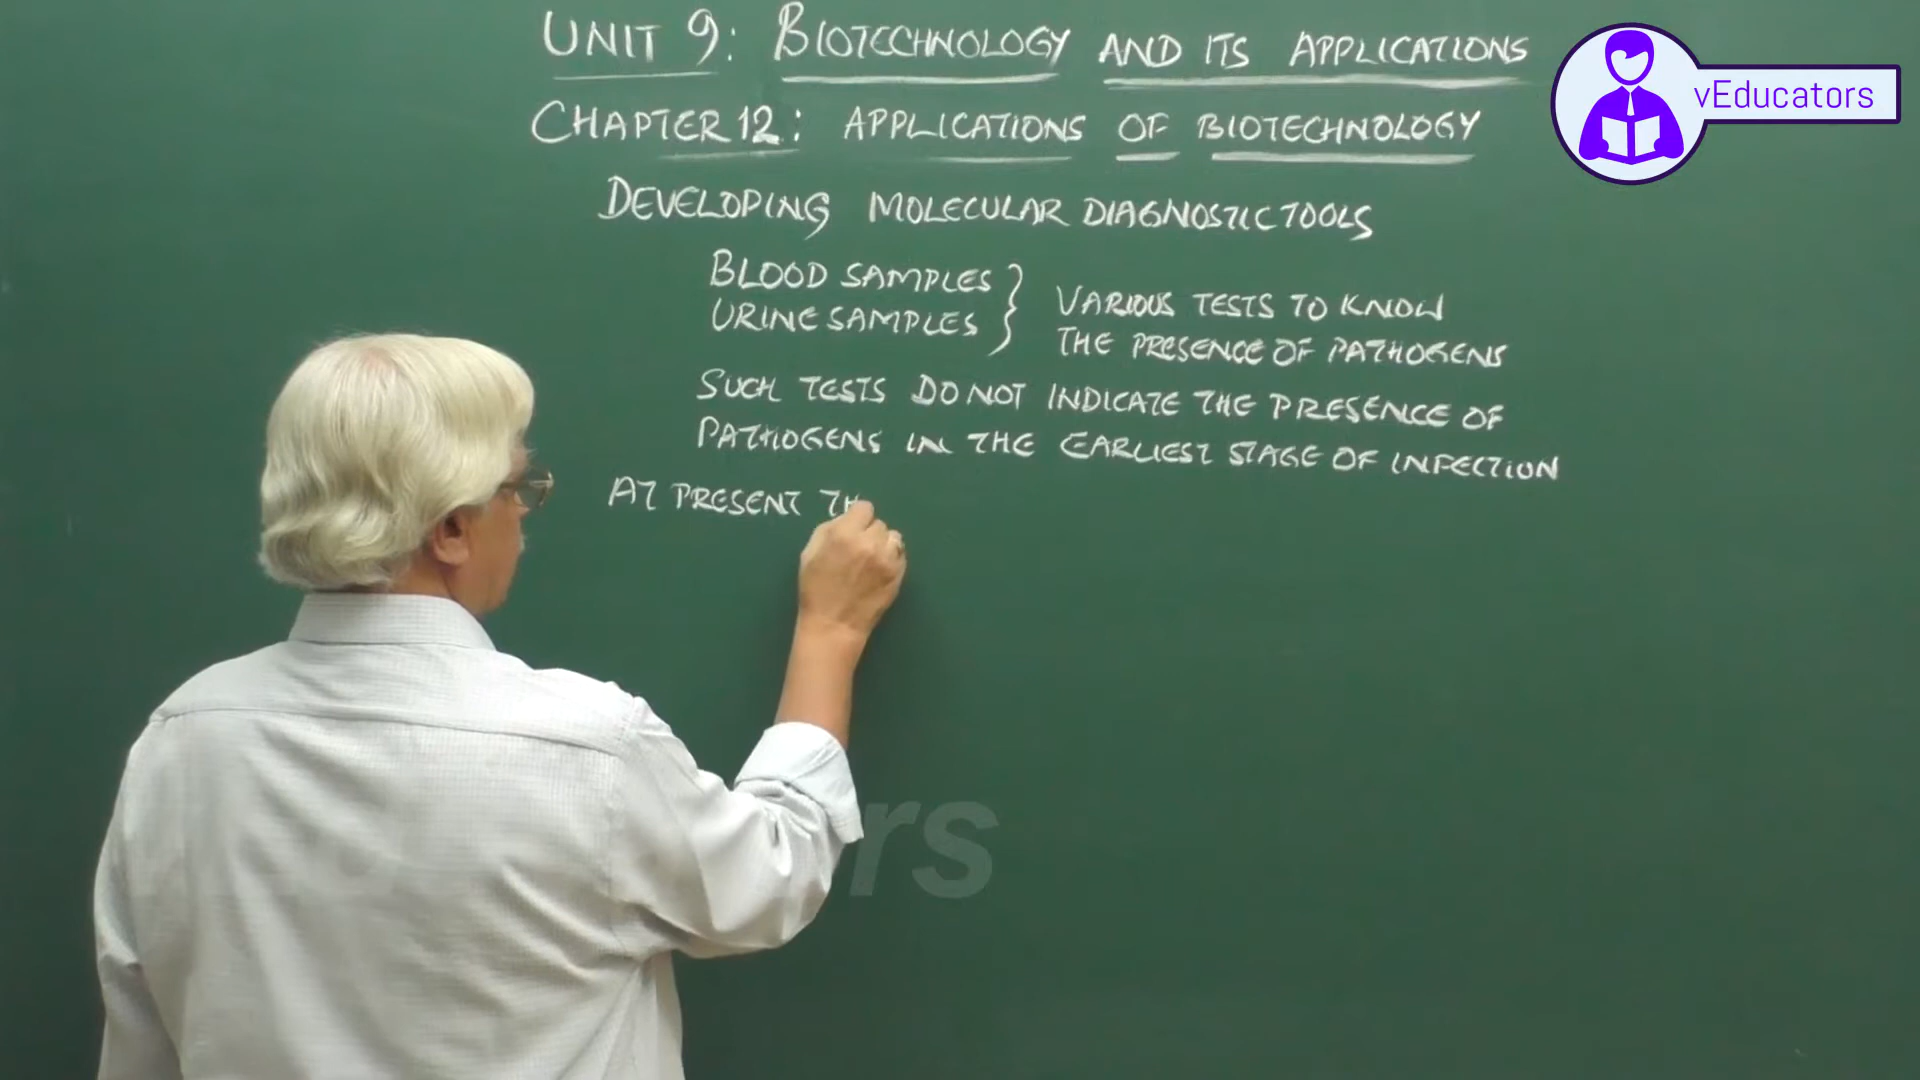 UNIT 9: BIOTECHNOLOGY AND ITS APPLICATIONS
vEducators
CHAPTER 12: APPLICATIONS OF BIOTECHNOLOGY
DEVELOPING MOLECULAR DIAGNOSTIC TOOLS
BLOOD SAMPLES
URINE SAMPLES
VARIOUS TESTS TO KNOW
THE PRESENCE OF PATHOGENS
SUCH TESTS DO NOT INDICATE THE PRESENCE OF
PATHOGENS IN THE EARLIEST STAGE OF INFECTION
AT PRESENT TH
rs